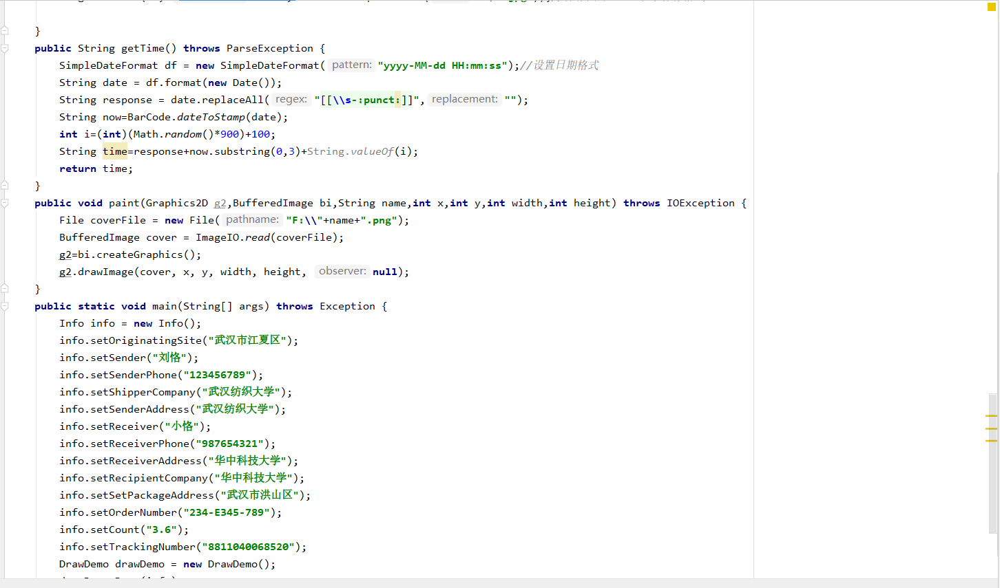 }
public String getTime() throws ParseException {
SimpleDateFormat df = new SimpleDateFormat( pattern: "yyyy-MM-dd HH:mm:ss");//设置日期格式
String date = df.format(new Date());
String response = date.replaceAll( regex: "[[\\s-:punct:]]", replacement: "");
String now=BarCode.dateToStamp(date);
int i=(int)(Math.random()*900)+100;
String time=response+now.substring(0,3)+String.valueOf(i);
return time;
}
public void paint(Graphics2D g2,BufferedImage bi,String name,int x,int y,int width,int height) throws IOException {
File coverFile = new File( pathname: "F:\\"+name+".png");
BufferedImage cover = ImageIO.read(coverFile);
g2=bi.createGraphics();
g2.drawImage(cover, x, y, width, height, observer: null);
}
public static void main(String[] args) throws Exception {
Info info = new Info();
info.setOriginatingSite("武汉市江夏区");
info.setSender("刘恪");
info.setSenderPhone("123456789");
info.setShipperCompany("武汉纺织大学");
info.setSenderAddress("武汉纺织大学");
info.setReceiver("小恪");
info.setReceiverPhone("987654321");
info.setReceiverAddress("华中科技大学");
info.setRecipientCompany("华中科技大学");
info.setSetPackageAddress("武汉市洪山区");
info.setOrderNumber("234-E345-789");
info.setCount("3.6");
info.setTrackingNumber("8811040068520");
DrawDemo drawDemo = new DrawDemo();